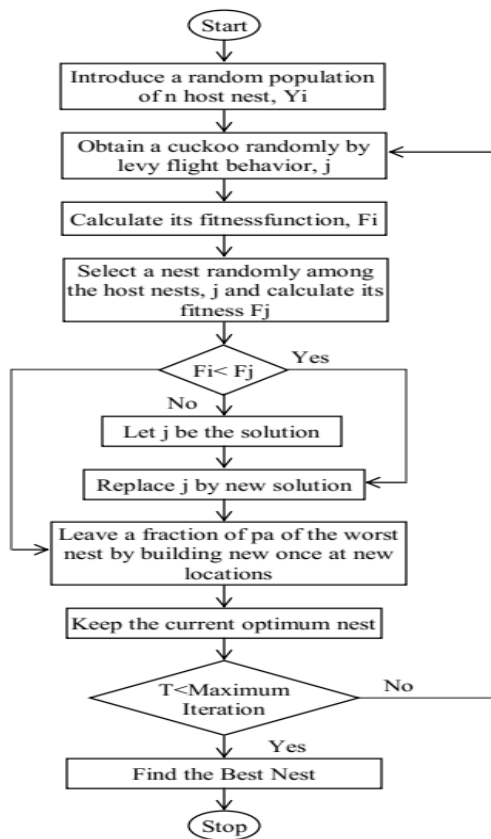 Start
Introduce a random population
of n host nest, Yi
Obtain a cuckoo randomly by
levy flight behavior, j
Calculate its fitnessfunction, Fi
Select a nest randomly among
the host nests, j and calculate its
fitness Fj
Fi< Fj
Yes
No
Let j be the solution
Replace j by new solution
Leave a fraction of pa of the worst
nest by building new once at new
locations
Keep the current optimum nest
T<Maximum
Iteration
No
Yes
Find the Best Nest
Stop